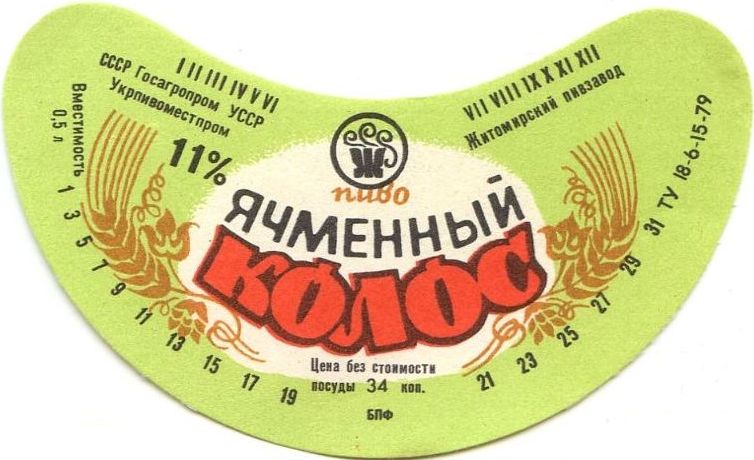 I II III IV V VI
СССР Госагропром УССР
Укрпивоместпром
VII VIII IX X XI XII
Житомирский пивзавод
Вместимость
0,5 л
11%
Ж
пиво
ЯЧМЕННЫЙ
КОЛОС
1 3 5 7 9 11 13 15 17 19
21 23 25 27 29 31
ТУ 18-6-15-79
Цена без стоимости
посуды 34 коп.
БПФ